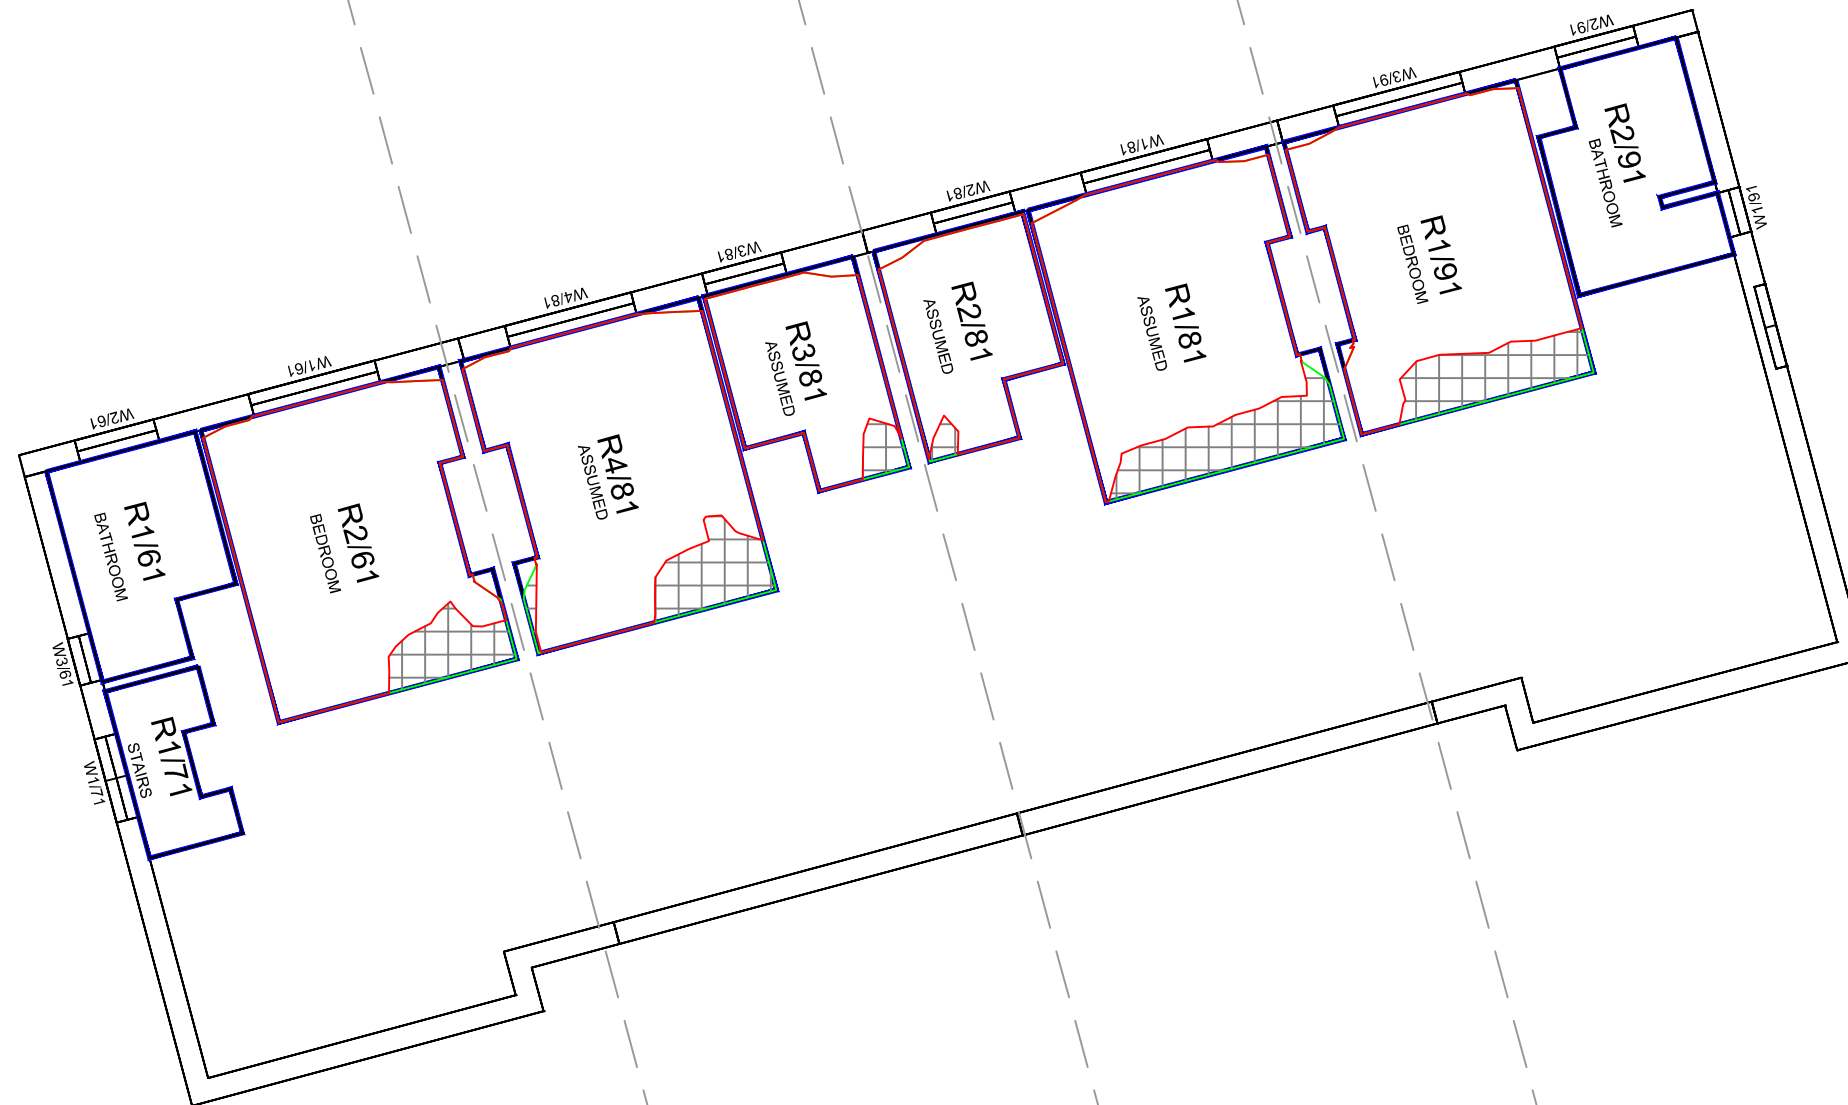 W2/91
W3/91
W1/81
W2/81
W3/81
W4/81
W1/61
W2/61
R2/91
BATHROOM
W1/91
R1/91
BEDROOM
R1/81
ASSUMED
R2/81
ASSUMED
R3/81
ASSUMED
R4/81
ASSUMED
R2/61
BEDROOM
R1/61
BATHROOM
W3/61
R1/71
STAIRS
W1/71